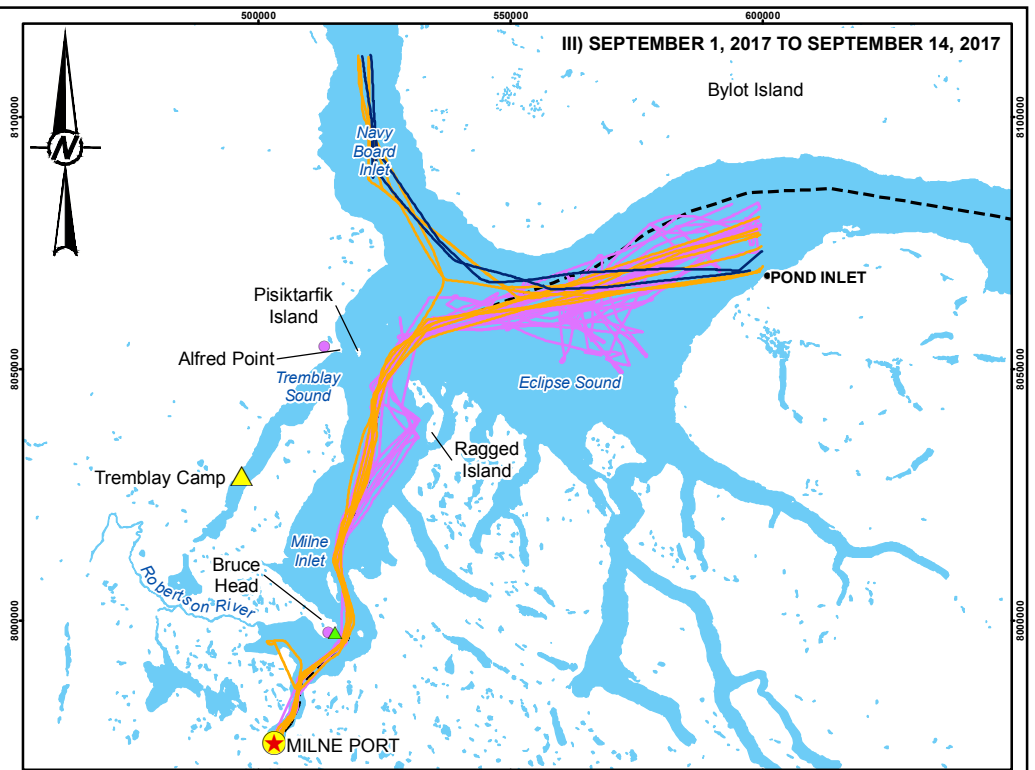 500000
550000
600000
III) SEPTEMBER 1, 2017 TO SEPTEMBER 14, 2017
8100000
8100000
N
Bylot Island
Navy
Board
Inlet
POND INLET
Pisiktarfik
Island
Alfred Point
Tremblay
Sound
Eclipse Sound
8050000
8050000
Ragged
Island
Tremblay Camp
Milne
Inlet
Bruce
Head
Robertson River
8000000
8000000
MILNE PORT